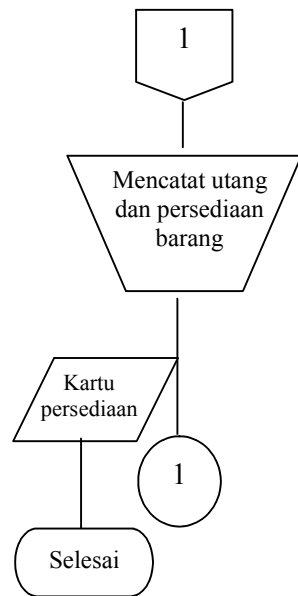 1
Mencatat utang
dan persediaan
barang
Kartu
persediaan
1
Selesai